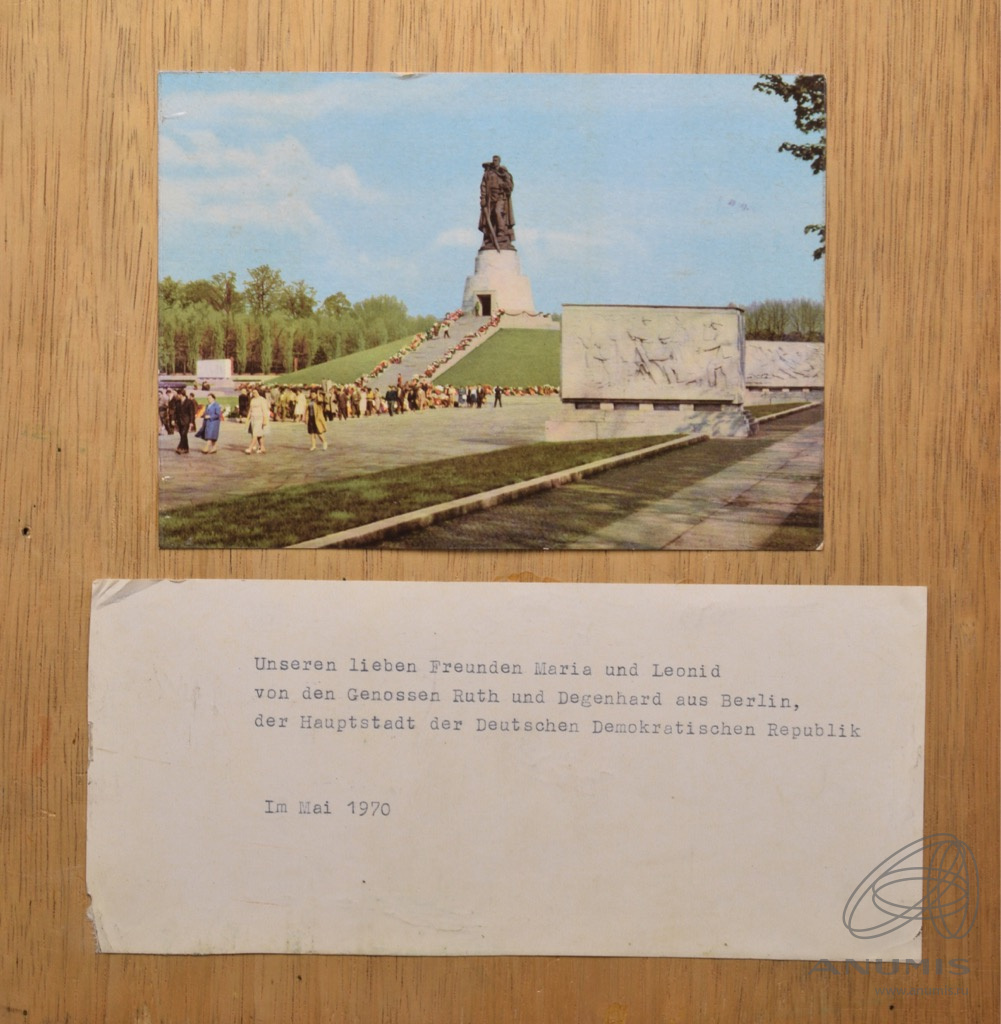 Unseren lieben Freunden Maria und Leonid
von den Genossen Ruth und Degenhard aus Berlin,
der Hauptstadt der Deutschen Demokratischen Republik
Im Mai 1970
ANUMIS